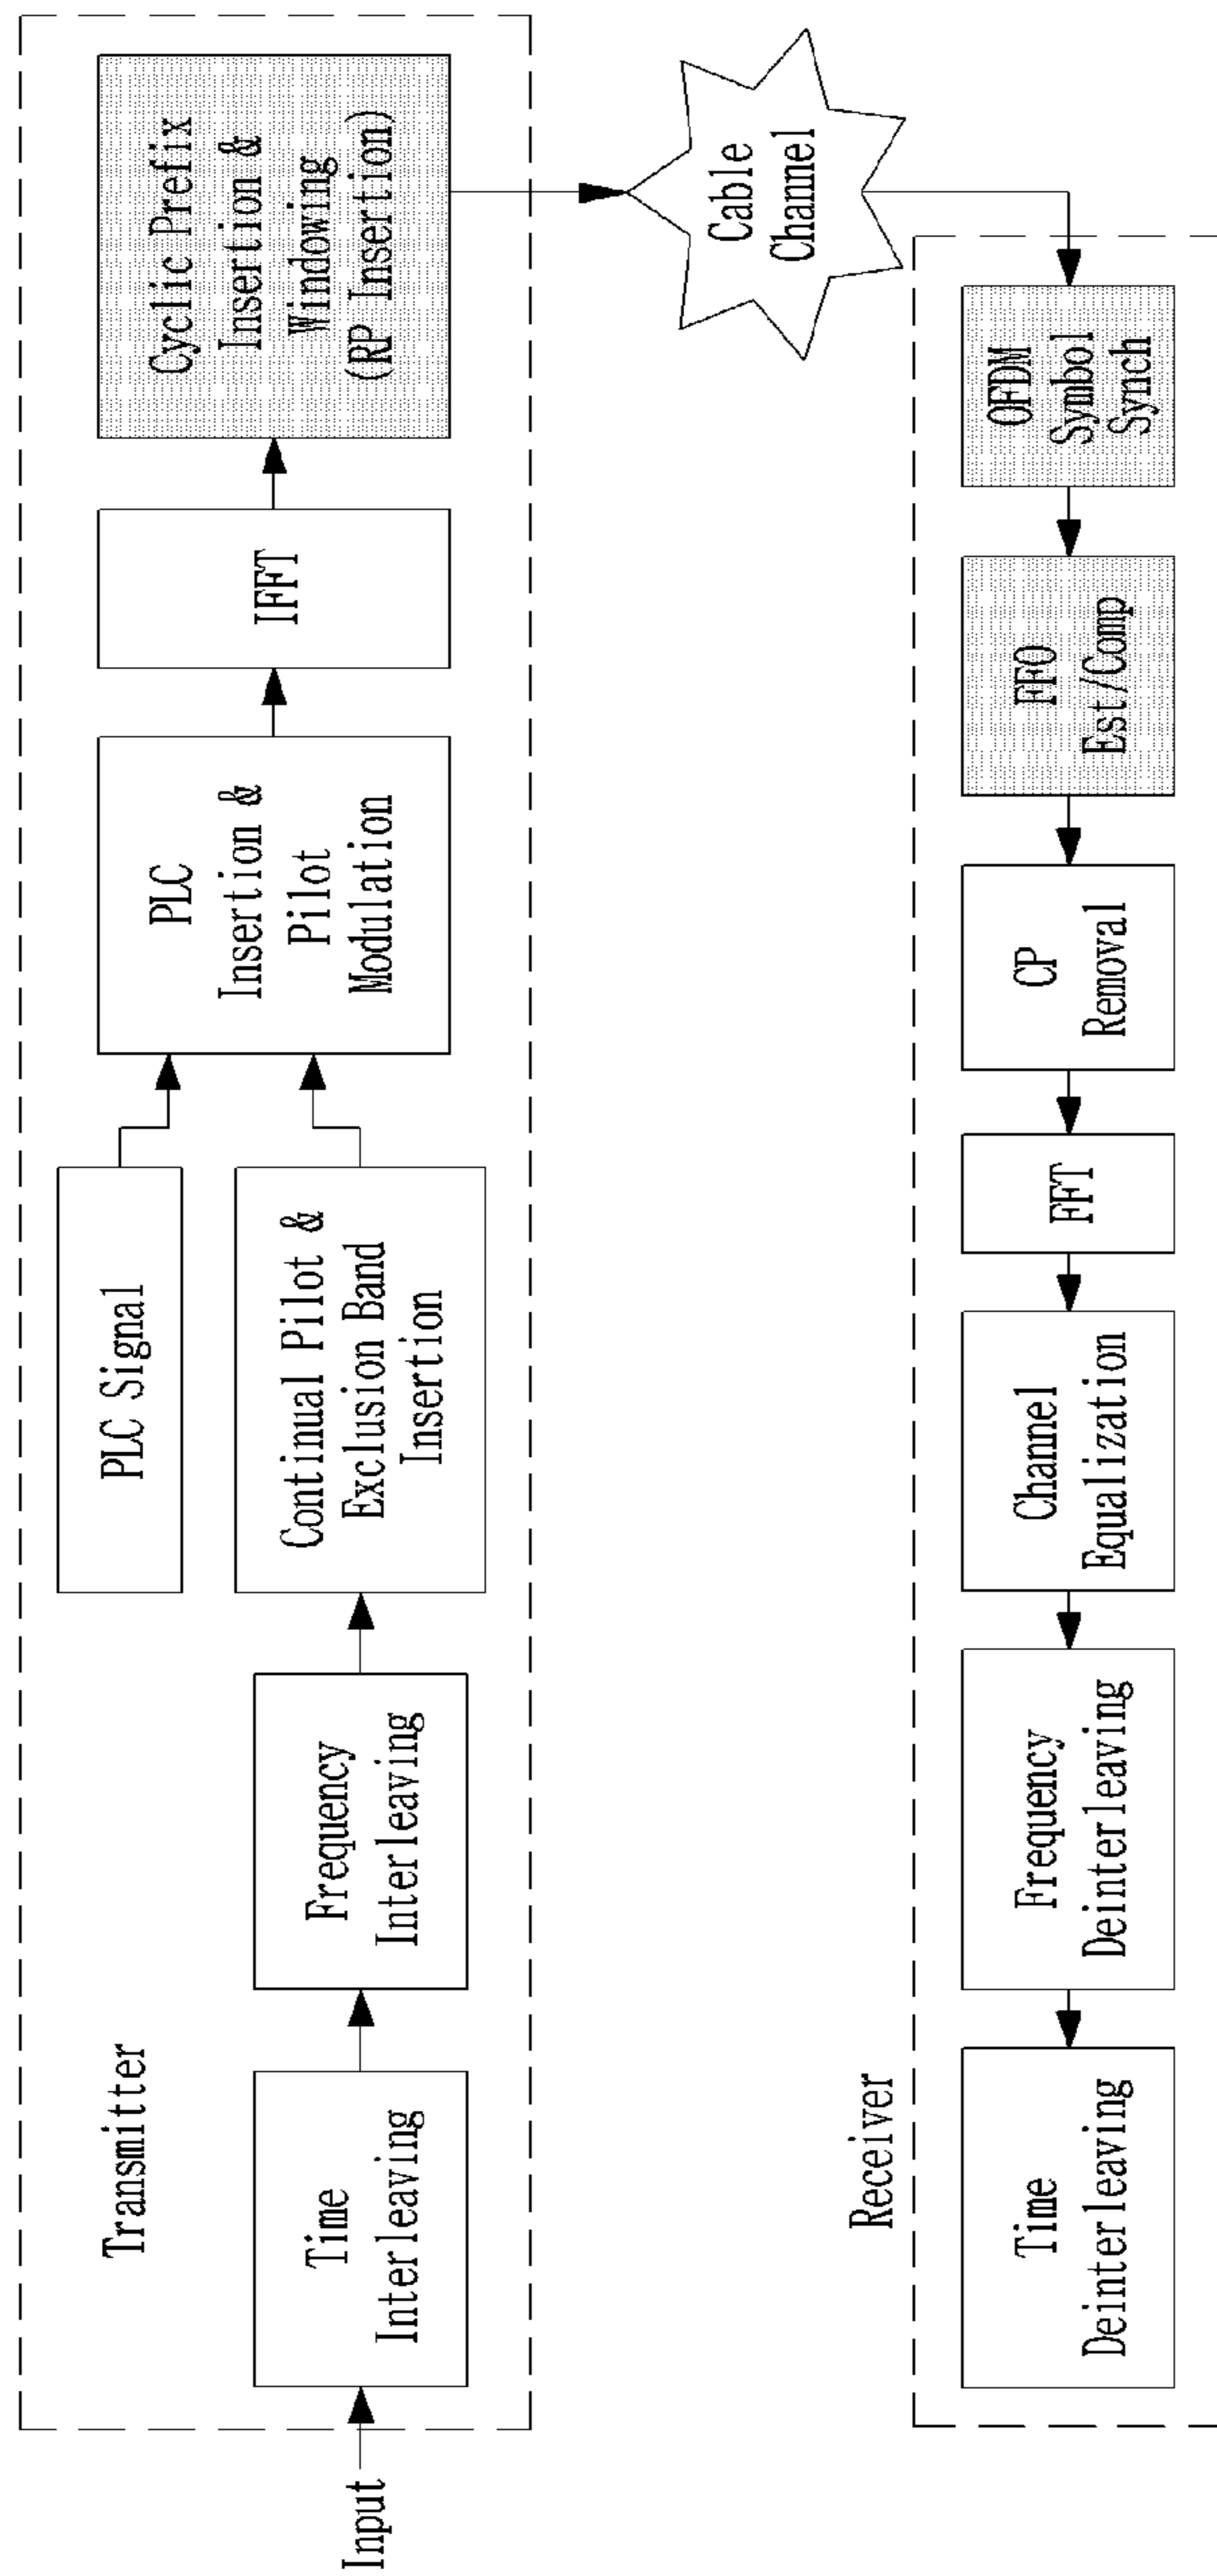 Transmitter
Input
Time
Interleaving
Frequency
Interleaving
PLC Signal
Continual Pilot &
Exclusion Band
Insertion
PLC
Insertion &
Pilot
Modulation
IFFT
Cyclic Prefix
Insertion &
Windowing
(RP Insertion)
Cable
Channel
Receiver
OFDM
Symbol
Synch
FFO
Est/Comp
CP
Removal
FFT
Channel
Equalization
Frequency
Deinterleaving
Time
Deinterleaving